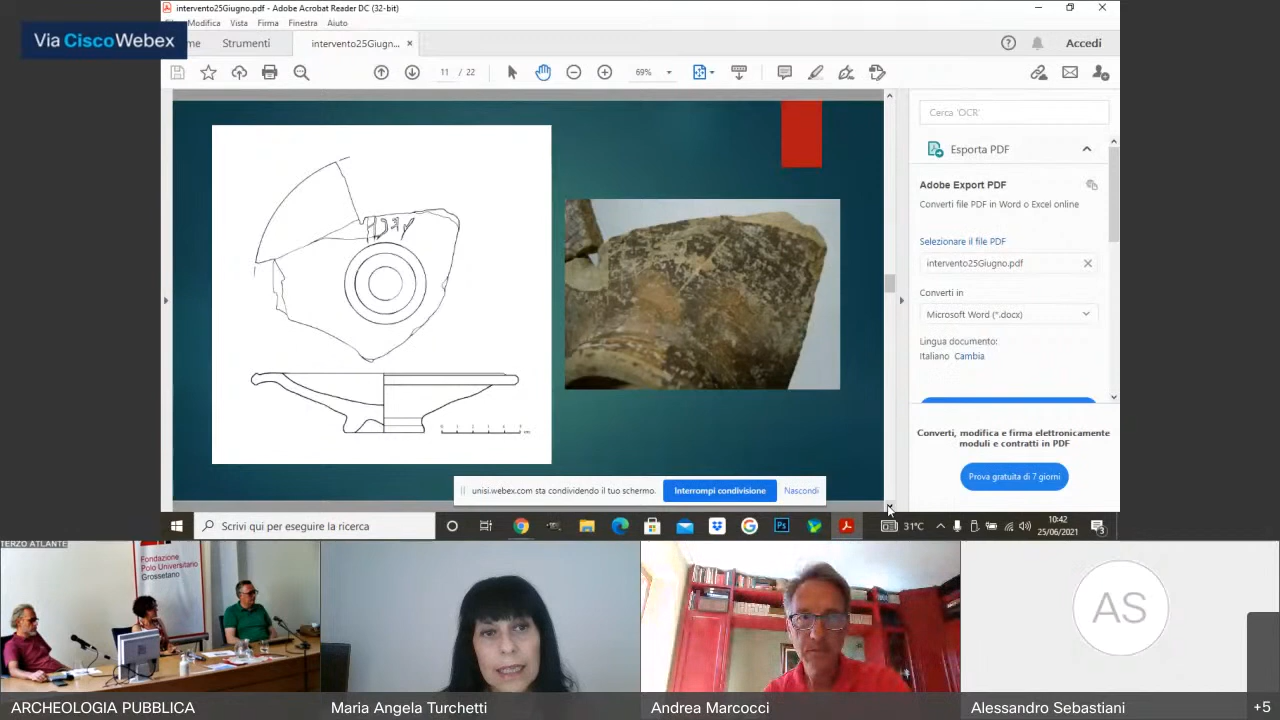 intervento25Giugno.pdf - Adobe Acrobat Reader DC (32-bit)
Modifica Vista Firma Finestra Aiuto
Via CiscoWebex
Strumenti
intervento25Giugn... ×
Accedi
11 / 22
69%
Cerca 'OCR'
Esporta PDF
Adobe Export PDF
Converti file PDF in Word o Excel online
Selezionare il file PDF
intervento25Giugno.pdf
Converti in
Microsoft Word (*.docx)
Lingua documento:
Italiano Cambia
Converti, modifica e firma elettronicamente
moduli e contratti in PDF
Prova gratuita di 7 giorni
unisi.webex.com sta condividendo il tuo schermo.
Interrompi condivisione
Nascondi
Scrivi qui per eseguire la ricerca
31°C
10:42
25/06/2021
3
TERZO ATLANTE
Fondazione
Polo Universitario
Grossetano
AS
ARCHEOLOGIA PUBBLICA
Maria Angela Turchetti
Andrea Marcocci
Alessandro Sebastiani
+5